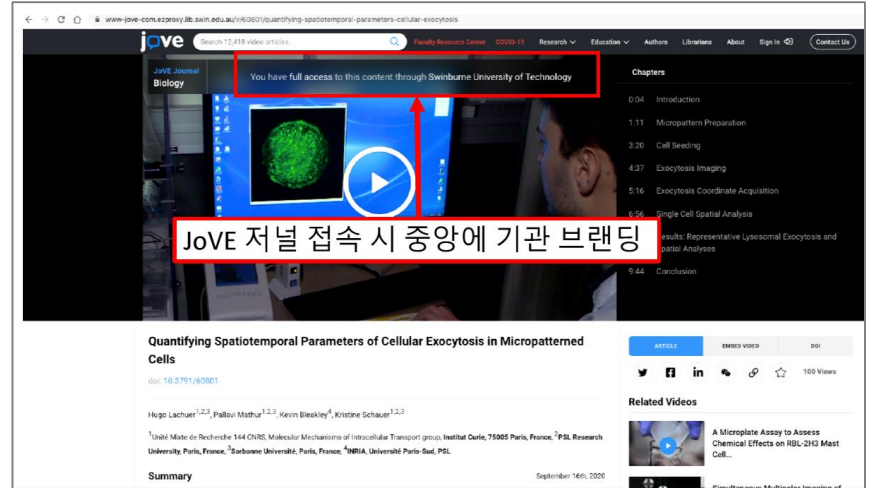 www-jove-com.ezproxy.lib.swin.edu.au/v/60801/quantifying-spatiotemporal-parameters-cellular-exocytosis
jove
Search 12,418 video articles...
Faculty Resource Center
COVID-19
Research
Education
Authors
Librarians
About
Sign In
Contact Us
JoVE Journal
Biology
You have full access to this content through Swinburne University of Technology
Chapters
0:04 Introduction
1:11 Micropattern Preparation
3:20 Cell Seeding
4:37 Exocytosis Imaging
5:16 Exocytosis Coordinate Acquisition
6:56 Single Cell Spatial Analysis
Results: Representative Lysosomal Exocytosis and
Spatial Analyses
9:44 Conclusion
JoVE 저널 접속 시 중앙에 기관 브랜딩
Quantifying Spatiotemporal Parameters of Cellular Exocytosis in Micropatterned
Cells
doi: 10.3791/60801
Hugo Lachuer1,2,3, Pallavi Mathur1,2,3, Kevin Bleakley4, Kristine Schauer1,2,3
1Unité Mixte de Recherche 144 CNRS, Molecular Mechanisms of Intracellular Transport group, Institut Curie, 75005 Paris, France, 2PSL Research
University, Paris, France, 3Sorbonne Université, Paris, France, 4INRIA, Université Paris-Sud, PSL
Summary
September 16th, 2020
ARTICLE
EMBED VIDEO
DOI
100 Views
Related Videos
A Microplate Assay to Assess
Chemical Effects on RBL-2H3 Mast
Cell...
Simultaneous Multicolor Imaging of